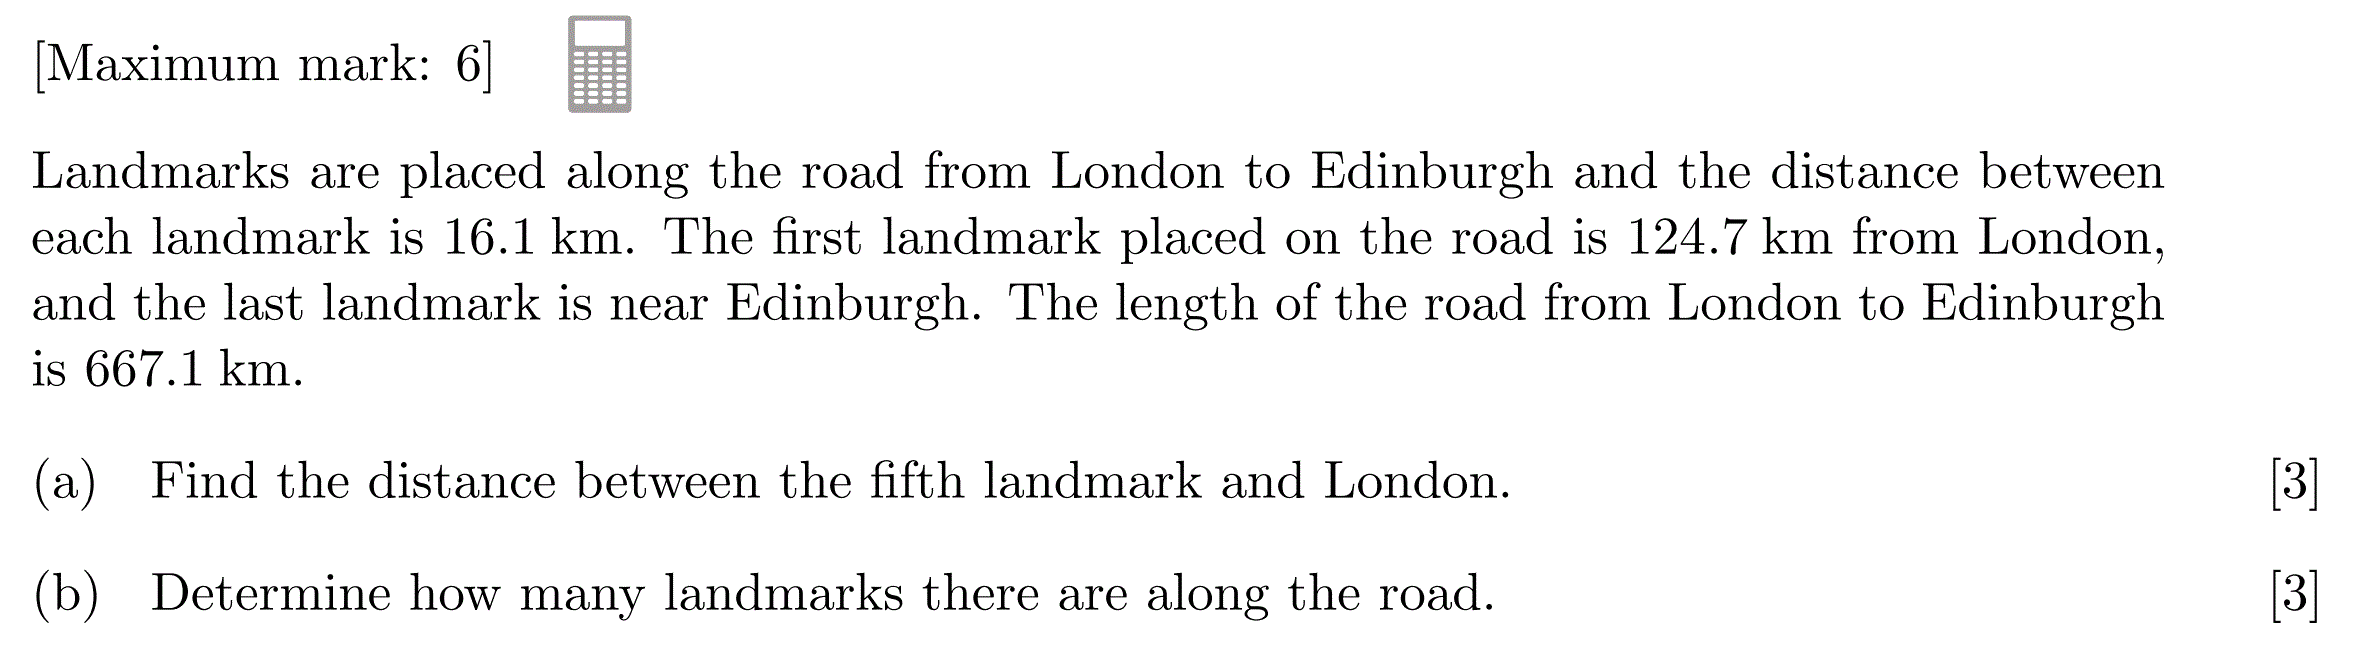 [Maximum mark: 6]
Landmarks are placed along the road from London to Edinburgh and the distance between
each landmark is 16.1 km. The first landmark placed on the road is 124.7 km from London,
and the last landmark is near Edinburgh. The length of the road from London to Edinburgh
is 667.1 km.
(a) Find the distance between the fifth landmark and London. [3]
(b) Determine how many landmarks there are along the road. [3]